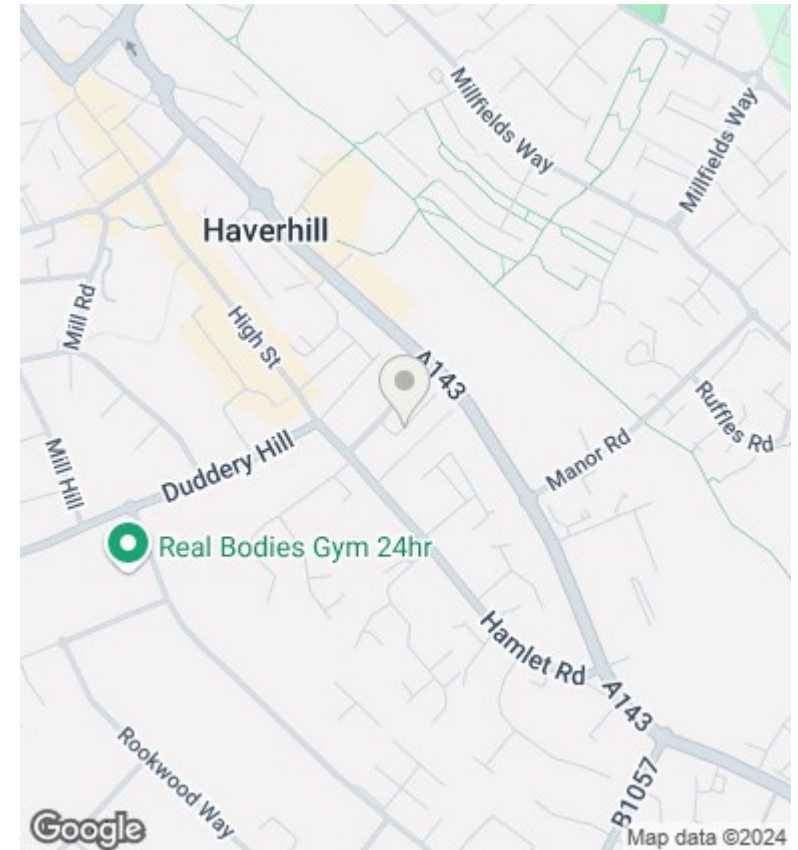 Millfields Way
Millfields Way
Haverhill
Mill Rd
High St
A143
Ruffles Rd
Manor Rd
Duddery Hill
Mill Hill
Real Bodies Gym 24hr
Hamlet Rd
A143
Rookwood Way
B1057
Google
Map data ©2024